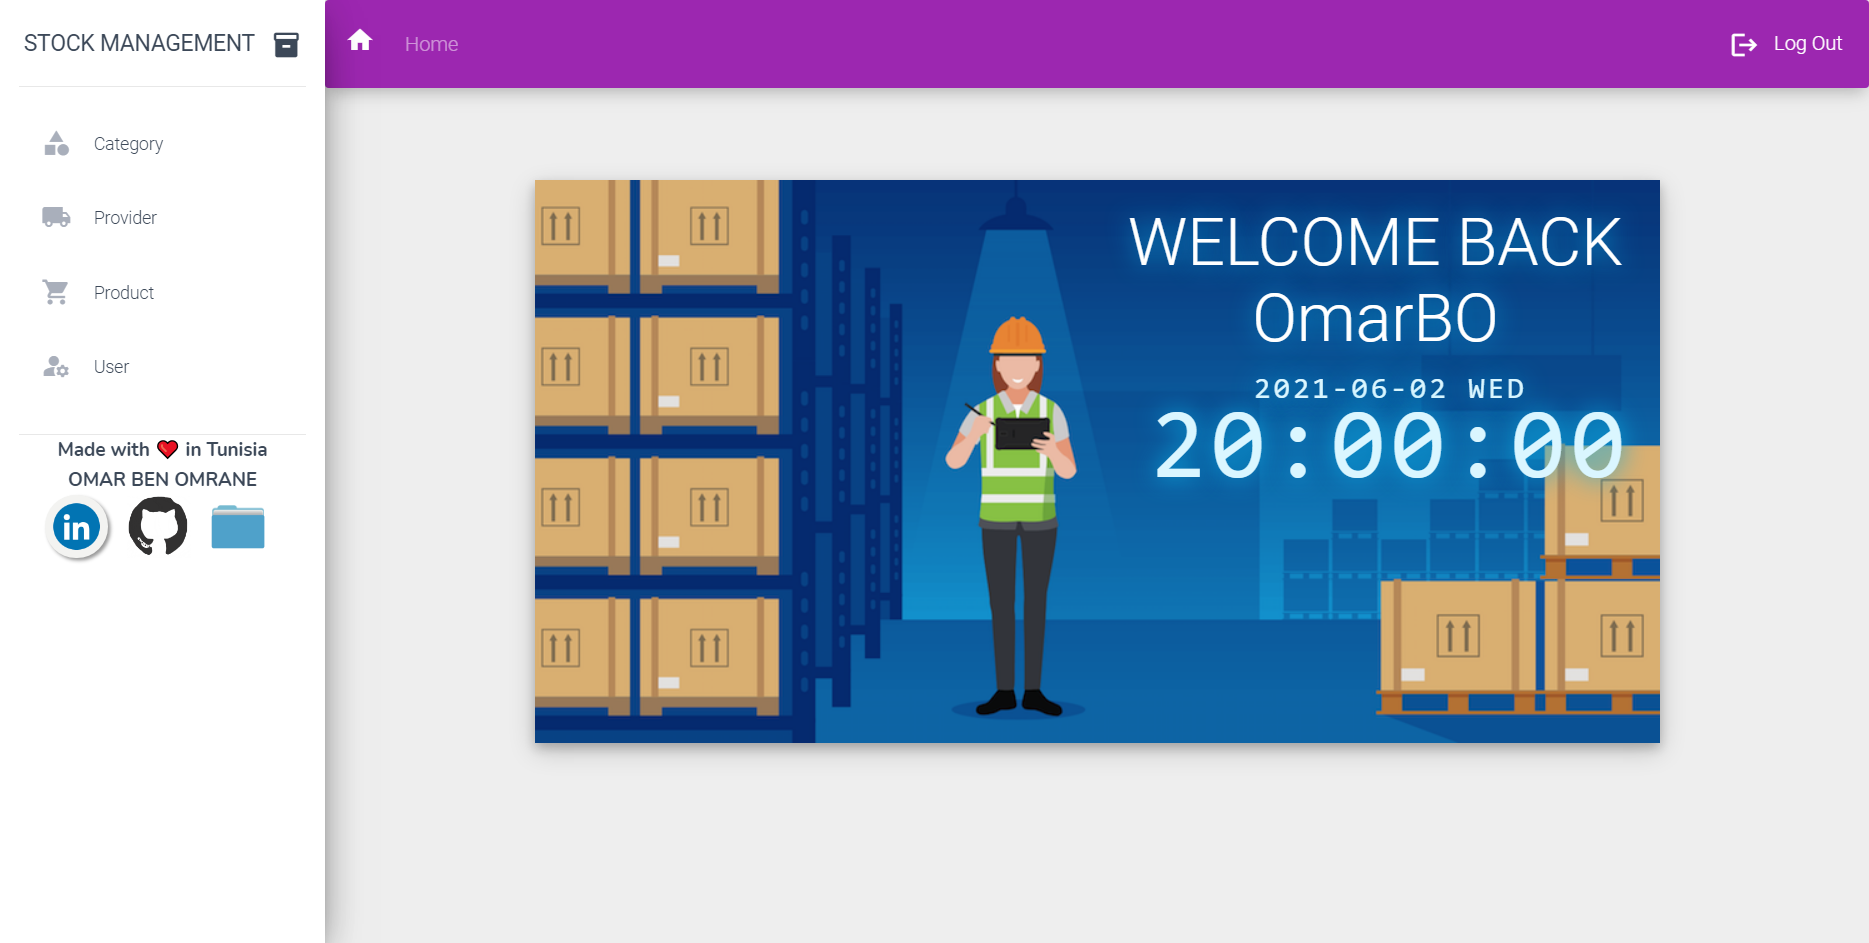 STOCK MANAGEMENT
Home
Log Out
Category
Provider
Product
User
Made with ❤ in Tunisia
OMAR BEN OMRANE
in
WELCOME BACK
OmarBO
2021-06-02 WED
20:00:00